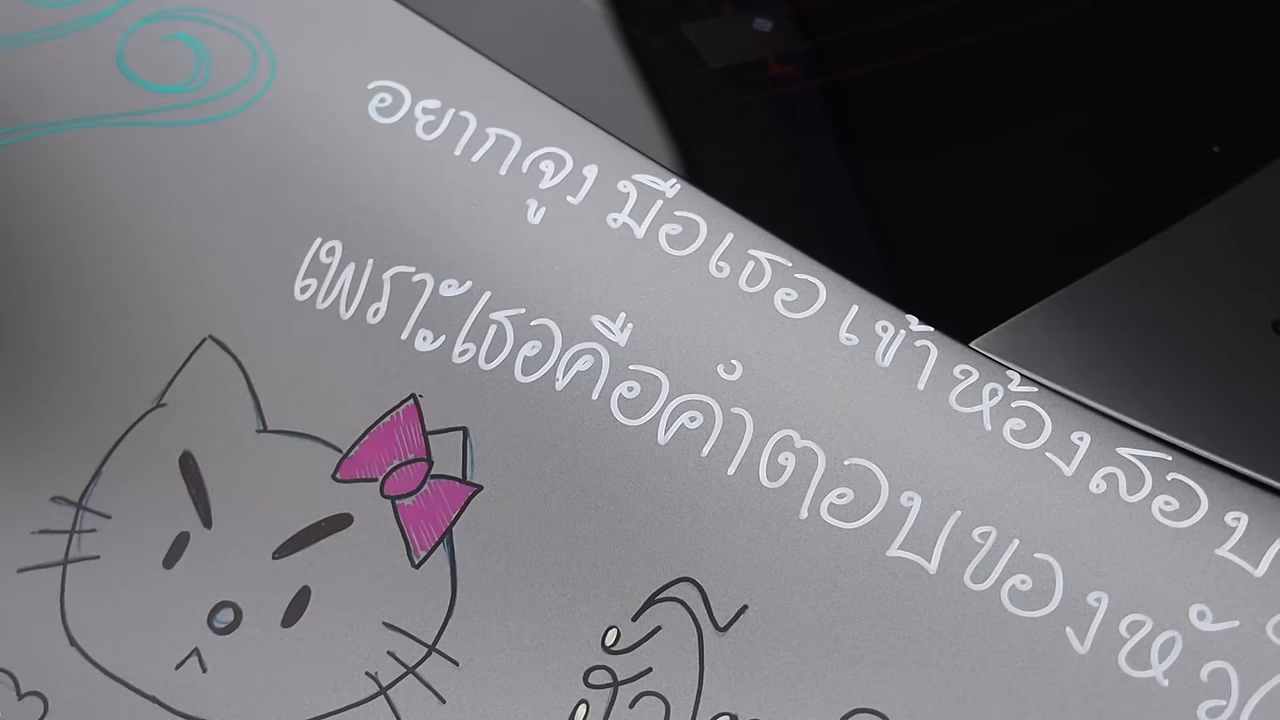 อยากจูงมือเธอเข้าห้องสอบ
เพราะเธอคือคำตอบของหัว